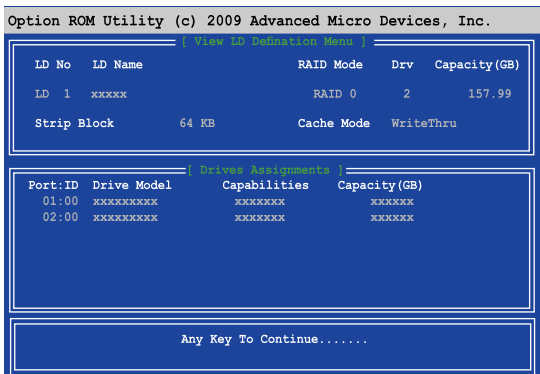 Option ROM Utility (c) 2009 Advanced Micro Devices, Inc.
[ View LD Defination Menu ]
LD No LD Name RAID Mode Drv Capacity(GB)
LD 1 xxxxx RAID 0 2 157.99
Strip Block 64 KB Cache Mode WriteThru
[ Drives Assignments ]
Port:ID Drive Model Capabilities Capacity(GB)
01:00 xxxxxxxxx xxxxxxx xxxxxx
02:00 xxxxxxxxx xxxxxxx xxxxxx
Any Key To Continue.......